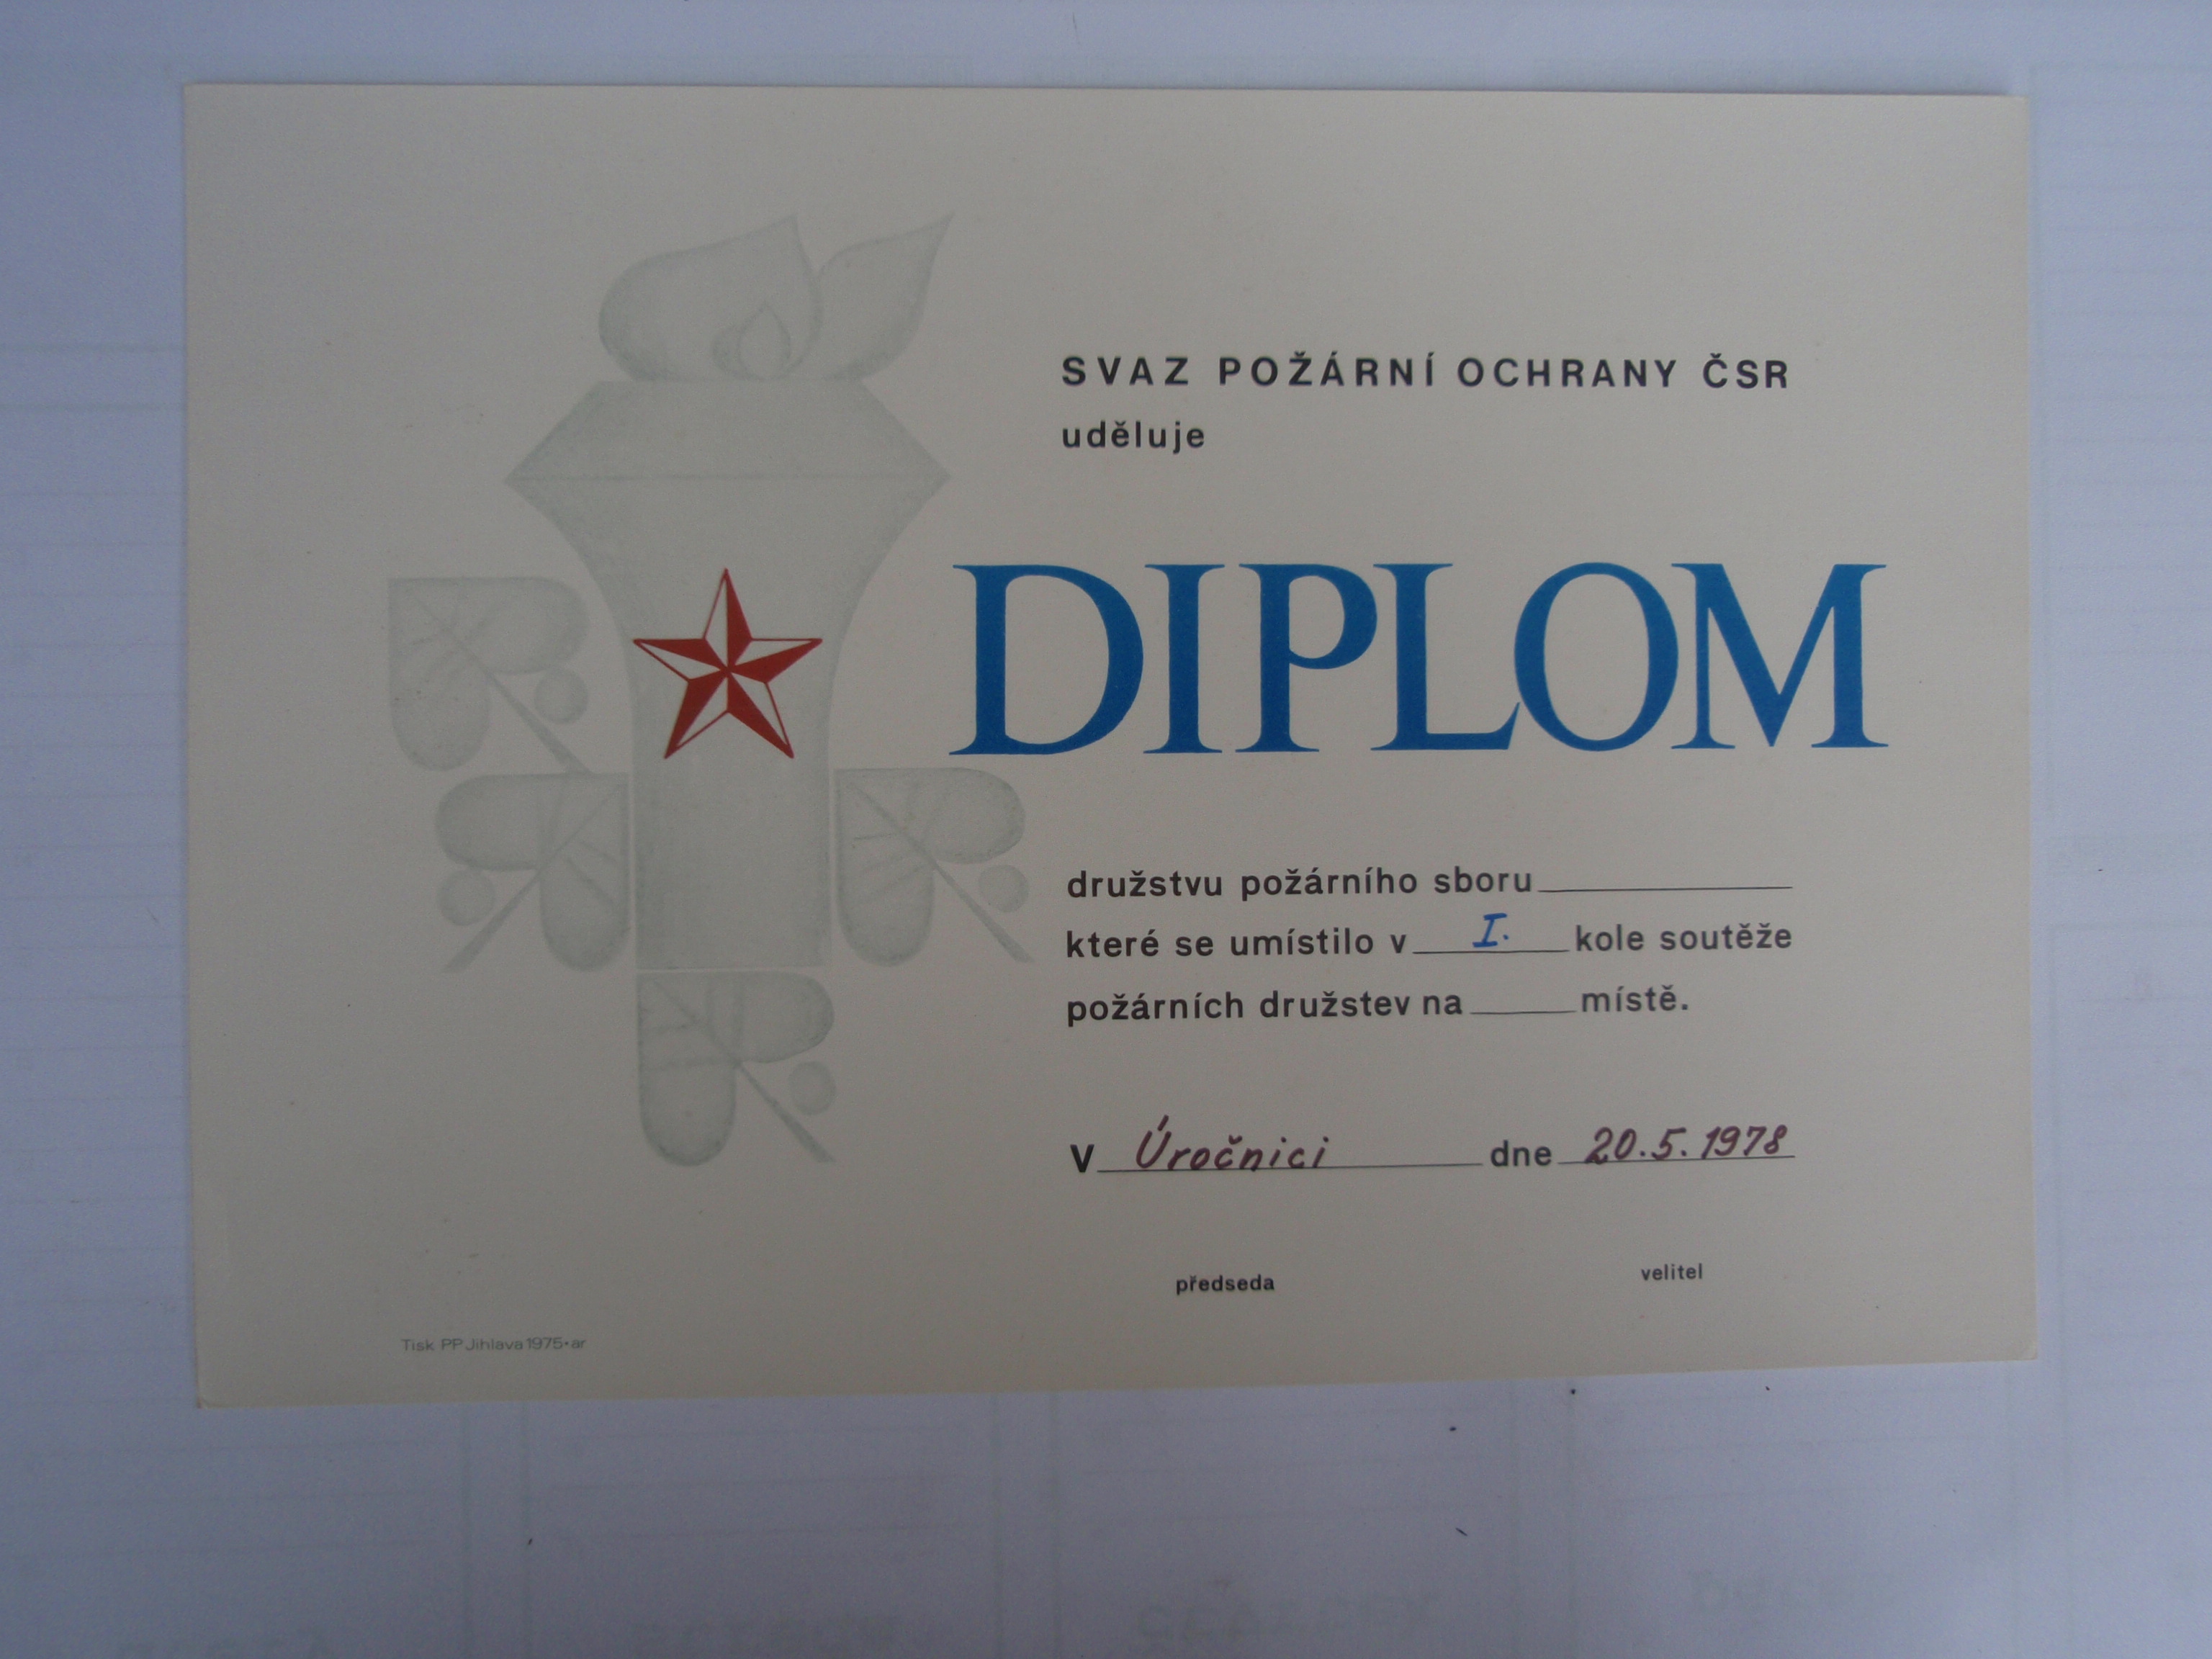 SVAZ POŽÁRNÍ OCHRANY ČSR
uděluje
DIPLOM
družstvu požárního sboru
které se umístilo v I. kole soutěže
požárních družstev na místě.
V Úročnici dne 20.5.1978
předseda velitel
Tisk PP Jihlava 1975•ar